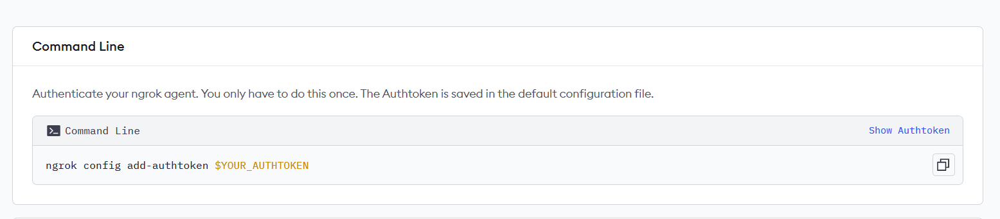 Command Line
Authenticate your ngrok agent. You only have to do this once. The Authtoken is saved in the default configuration file.
Command Line
Show Authtoken
ngrok config add-authtoken $YOUR_AUTHTOKEN